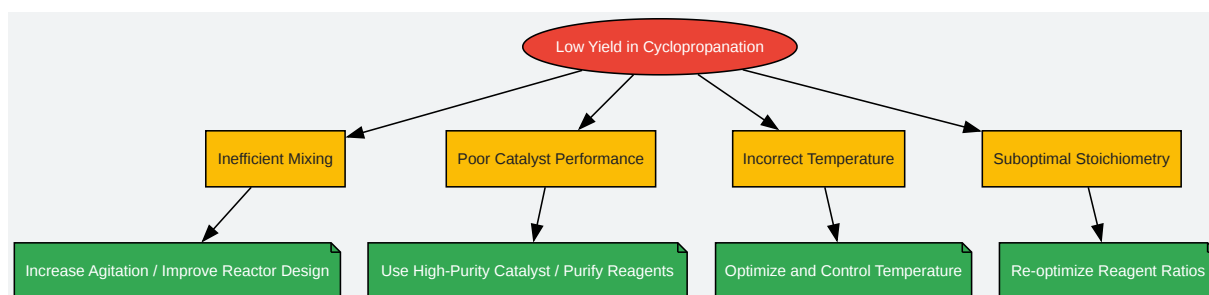 Low Yield in Cyclopropanation
Inefficient Mixing
Poor Catalyst Performance
Incorrect Temperature
Suboptimal Stoichiometry
Increase Agitation / Improve Reactor Design
Use High-Purity Catalyst / Purify Reagents
Optimize and Control Temperature
Re-optimize Reagent Ratios